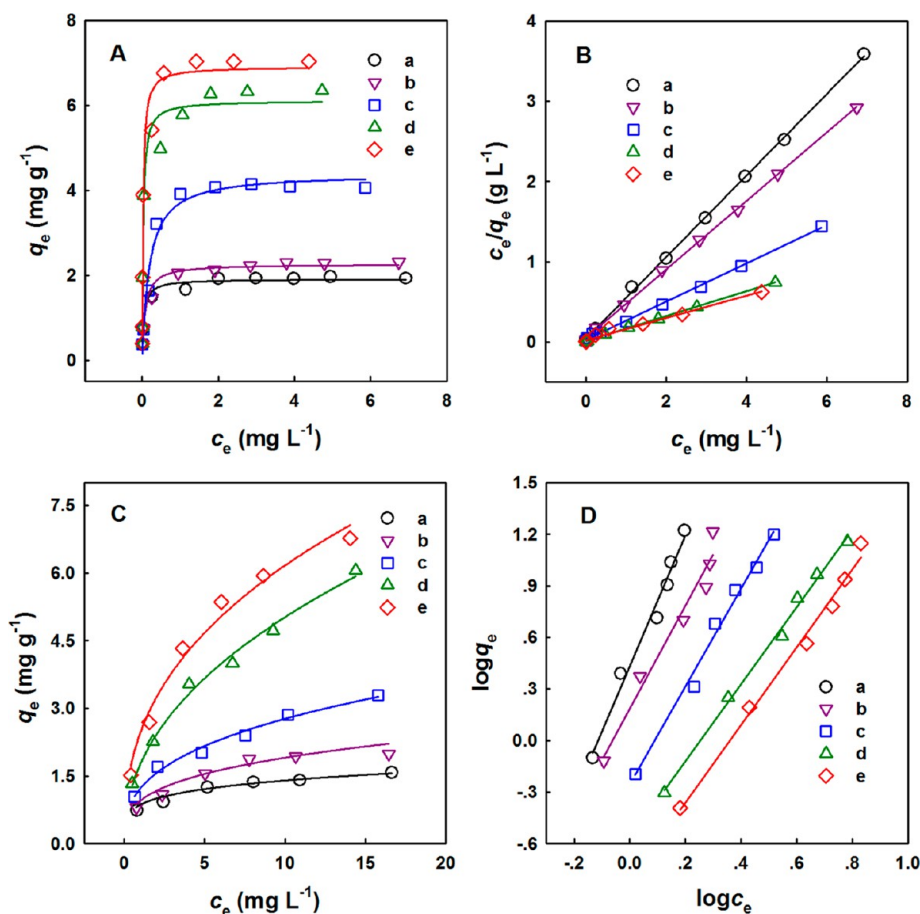 A
8
6
4
2
0
qe (mg g-1)
a
b
c
d
e
0 2 4 6 8
ce (mg L-1)
B
4
3
2
1
0
ce/qe (g L-1)
a
b
c
d
e
0 2 4 6 8
ce (mg L-1)
C
7.5
6.0
4.5
3.0
1.5
0.0
qe (mg g-1)
a
b
c
d
e
0 5 10 15 20
ce (mg L-1)
D
1.5
1.2
.9
.6
.3
0.0
-.3
-.6
logqe
a
b
c
d
e
-.2 0.0 .2 .4 .6 .8 1.0
logce